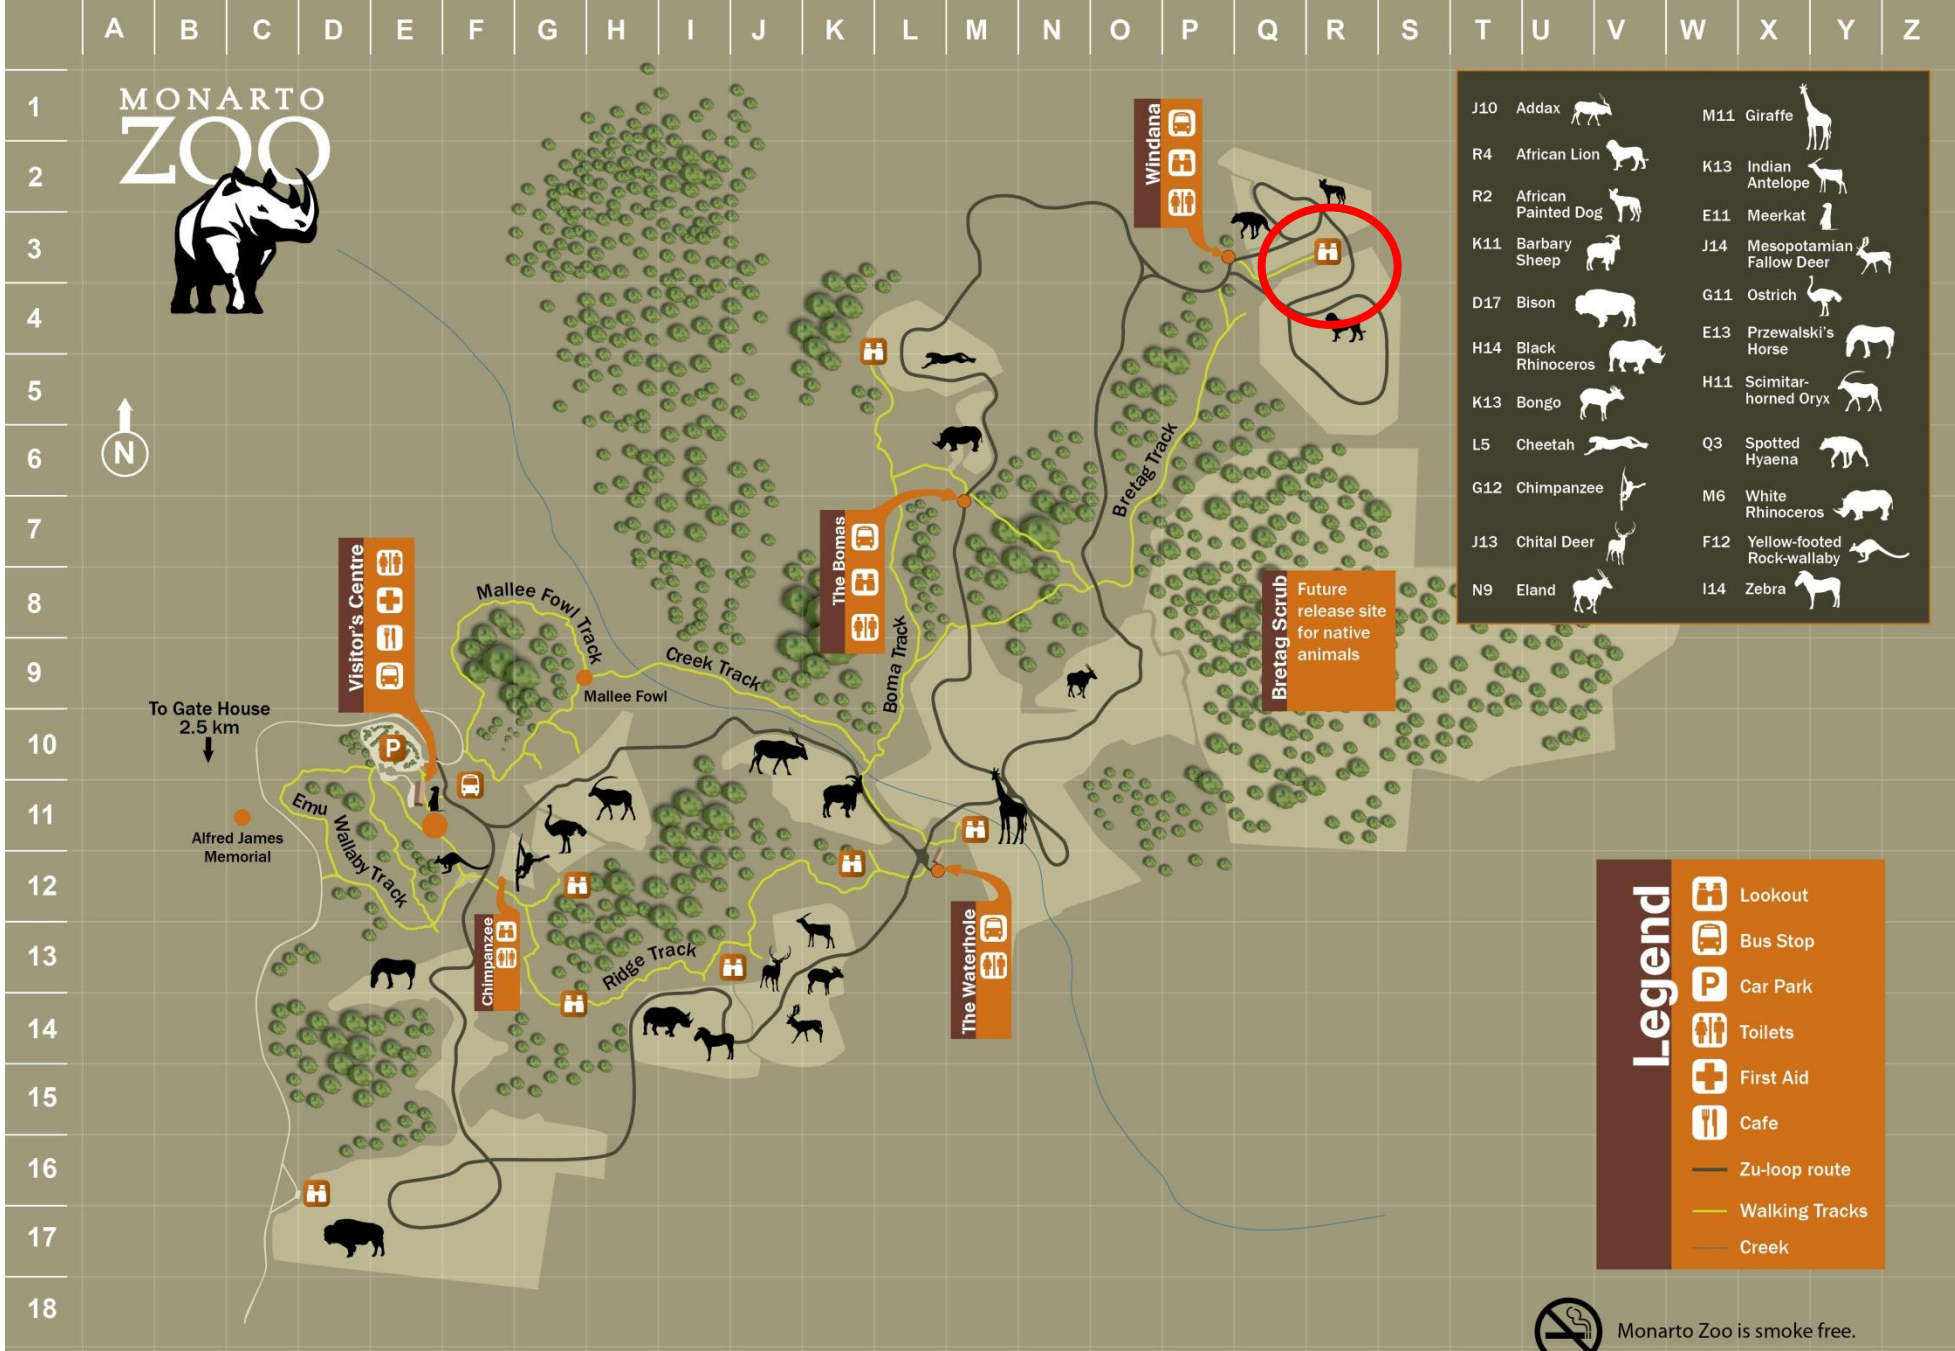 A B C D E F G H I J K L M N O P Q R S T U V W X Y Z
1
2
3
4
5
6
7
8
9
10
11
12
13
14
15
16
17
18
MONARTO
ZOO
N
Windana
The Bomas
Visitor's Centre
Mallee Fowl Track
Mallee Fowl
Creek Track
Boma Track
Bretag Track
Bretag Scrub
Future
release site
for native
animals
To Gate House
2.5 km
P
Alfred James
Memorial
Emu
Wallaby Track
Chimpanzee
Ridge Track
The Waterhole
J10 Addax
R4 African Lion
R2 African
Painted Dog
K11 Barbary
Sheep
D17 Bison
H14 Black
Rhinoceros
K13 Bongo
L5 Cheetah
G12 Chimpanzee
J13 Chital Deer
N9 Eland
M11 Giraffe
K13 Indian
Antelope
E11 Meerkat
J14 Mesopotamian
Fallow Deer
G11 Ostrich
E13 Przewalski's
Horse
H11 Scimitar-
horned Oryx
Q3 Spotted
Hyaena
M6 White
Rhinoceros
F12 Yellow-footed
Rock-wallaby
I14 Zebra
Legend
Lookout
Bus Stop
P Car Park
Toilets
First Aid
Cafe
Zu-loop route
Walking Tracks
Creek
Monarto Zoo is smoke free.